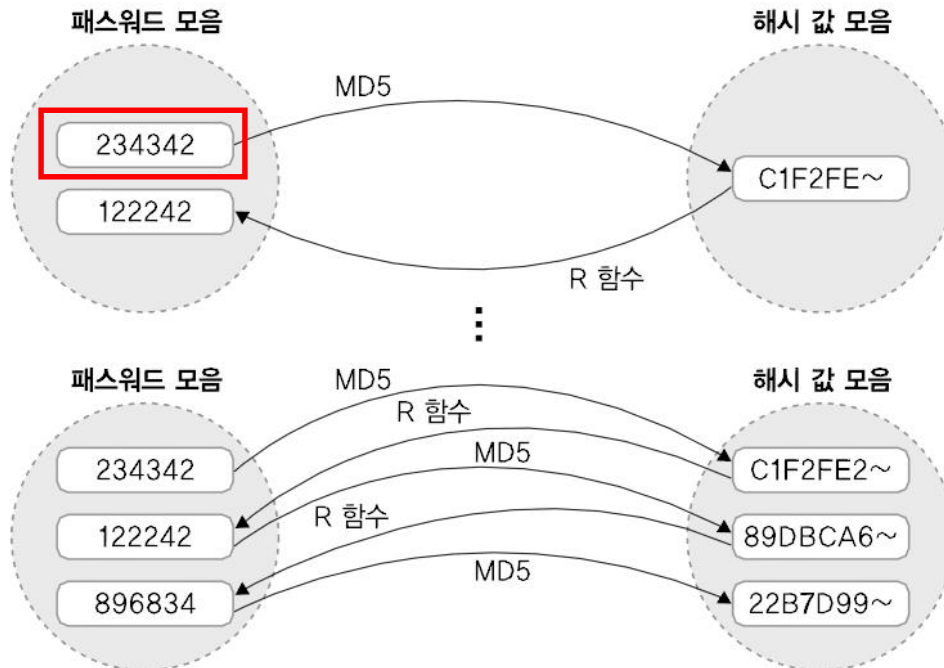 패스워드 모음
해시 값 모음
MD5
234342
C1F2FE~
122242
R 함수
⋮
패스워드 모음
해시 값 모음
MD5
R 함수
234342
MD5
C1F2FE2~
122242
R 함수
89DBCA6~
MD5
896834
22B7D99~